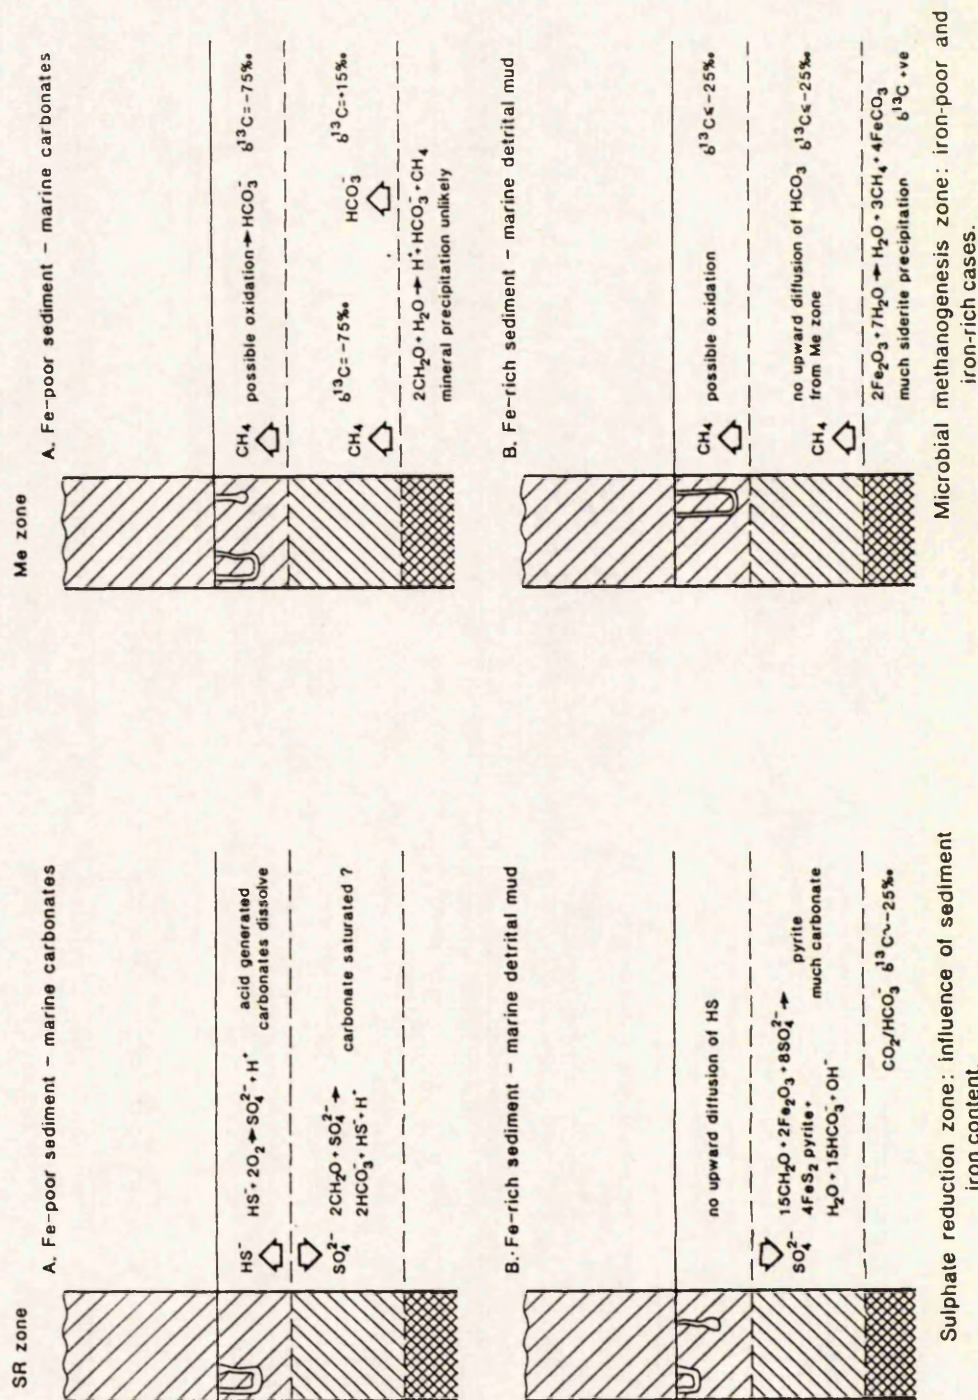 SR zone
A. Fe-poor sediment – marine carbonates
HS⁻
HS⁻ + 2O₂ → SO₄²⁻ + H⁺
acid generated
carbonates dissolve
SO₄²⁻
2CH₂O + SO₄²⁻ →
2HCO₃⁻ + HS⁻ + H⁺
carbonate saturated ?
B. Fe-rich sediment – marine detrital mud
no upward diffusion of HS
SO₄²⁻
15CH₂O + 2Fe₂O₃ + 8SO₄²⁻ →
4FeS₂ pyrite +
H₂O + 15HCO₃⁻ + OH⁻
pyrite
much carbonate
CO₂/HCO₃⁻ δ¹³C ~ -25‰
Sulphate reduction zone: influence of sediment
iron content.
Me zone
A. Fe-poor sediment – marine carbonates
CH₄
possible oxidation → HCO₃⁻ δ¹³C = -75‰
CH₄
δ¹³C = -75‰
HCO₃⁻
δ¹³C = +15‰
2CH₂O + H₂O → H⁺ + HCO₃⁻ + CH₄
mineral precipitation unlikely
B. Fe-rich sediment – marine detrital mud
CH₄
possible oxidation
δ¹³C ≤ -25‰
CH₄
no upward diffusion of HCO₃
from Me zone
δ¹³C ≤ -25‰
2Fe₂O₃ + 7H₂O → H₂O + 3CH₄ + 4FeCO₃
much siderite precipitation δ¹³C +ve
Microbial methanogenesis zone: iron-poor and
iron-rich cases.